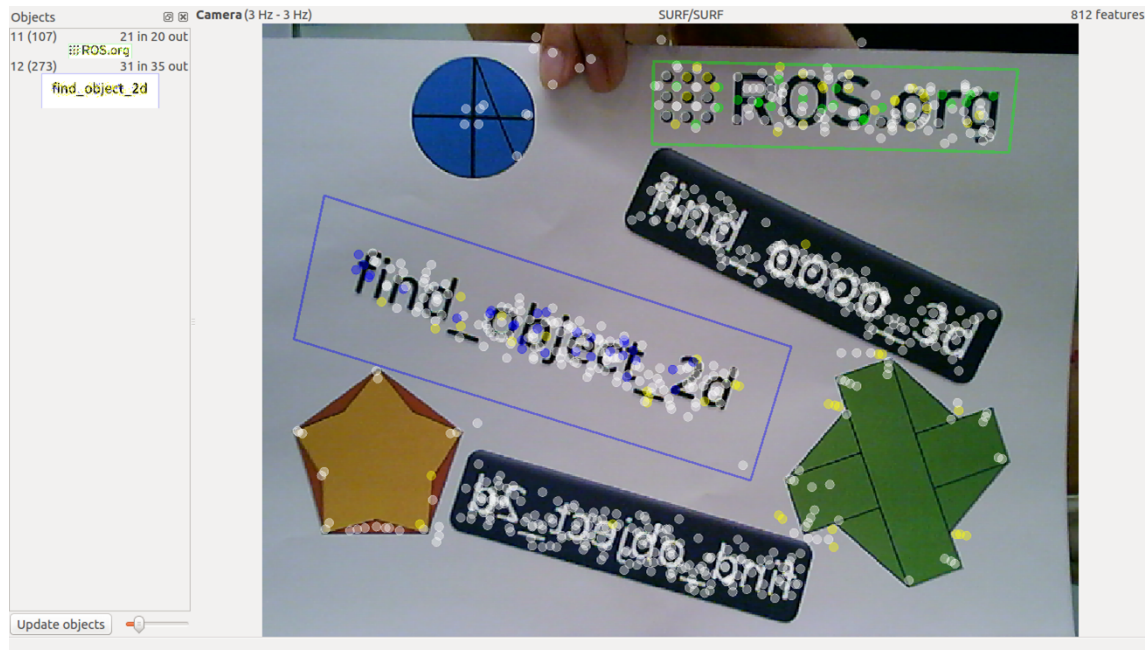 Objects
Camera (3 Hz - 3 Hz)
SURF/SURF
812 features
11 (107)
21 in 20 out
ROS.org
12 (273)
31 in 35 out
find_object_2d
ROS.org
find_qooo_3d
find_object_2d
find_object_2d
Update objects